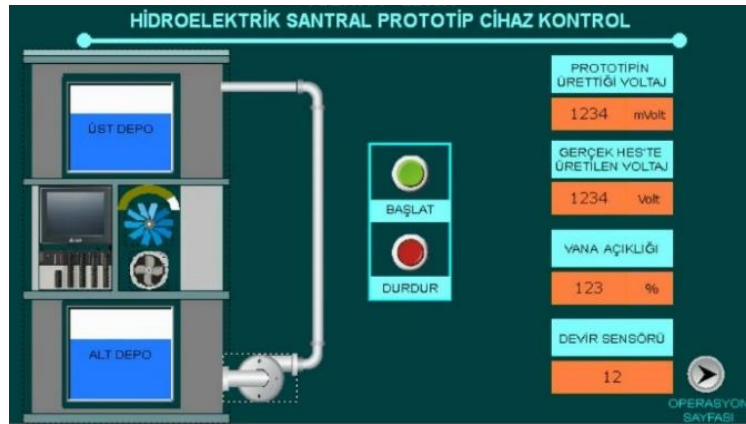 HİDROELEKTRİK SANTRAL PROTOTİP CİHAZ KONTROL
ÜST DEPO
ALT DEPO
BAŞLAT
DURDUR
PROTOTİPİN
ÜRETTİĞİ VOLTAJ
1234 mVolt
GERÇEK HES'TE
ÜRETİLEN VOLTAJ
1234 Volt
VANA AÇIKLIĞI
123 %
DEVİR SENSÖRÜ
12
OPERASYON
SAYFASI